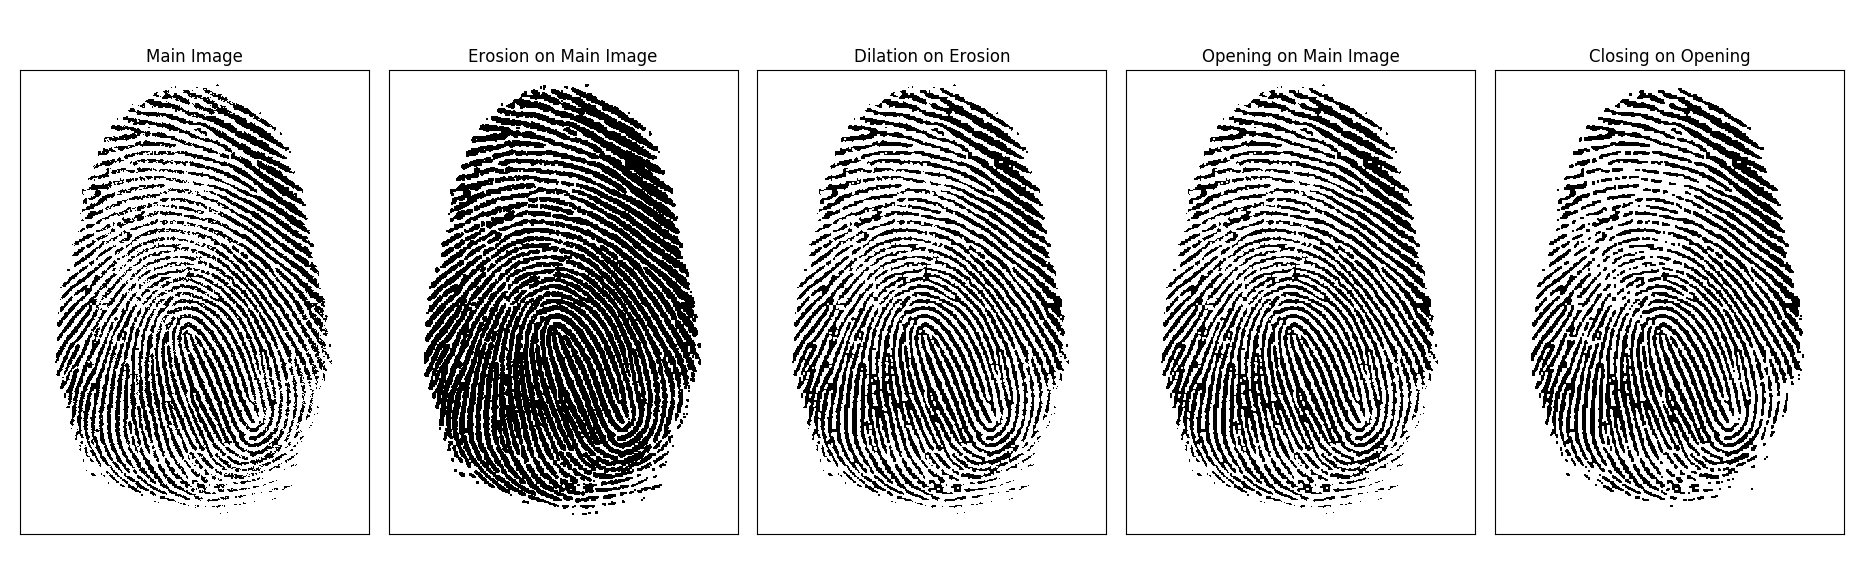 Main Image
Erosion on Main Image
Dilation on Erosion
Opening on Main Image
Closing on Opening